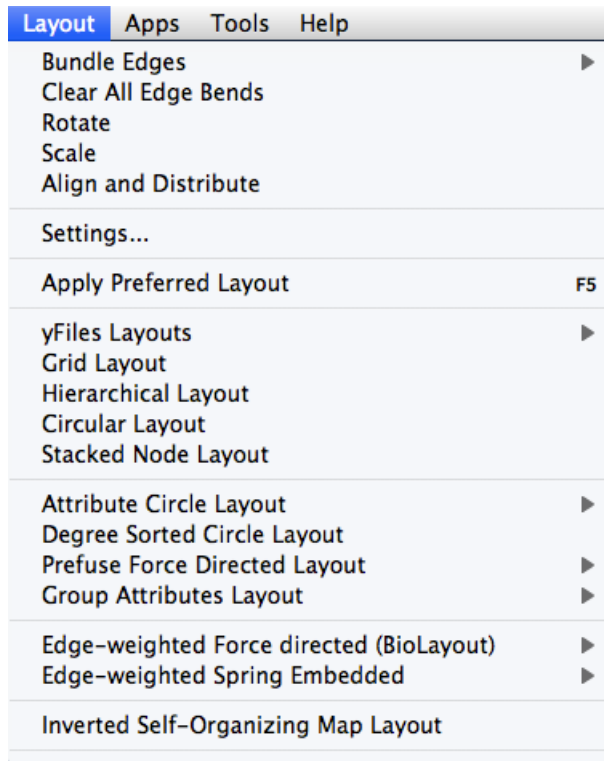 Layout Apps Tools Help
Bundle Edges
Clear All Edge Bends
Rotate
Scale
Align and Distribute
Settings...
Apply Preferred Layout F5
yFiles Layouts
Grid Layout
Hierarchical Layout
Circular Layout
Stacked Node Layout
Attribute Circle Layout
Degree Sorted Circle Layout
Prefuse Force Directed Layout
Group Attributes Layout
Edge-weighted Force directed (BioLayout)
Edge-weighted Spring Embedded
Inverted Self-Organizing Map Layout